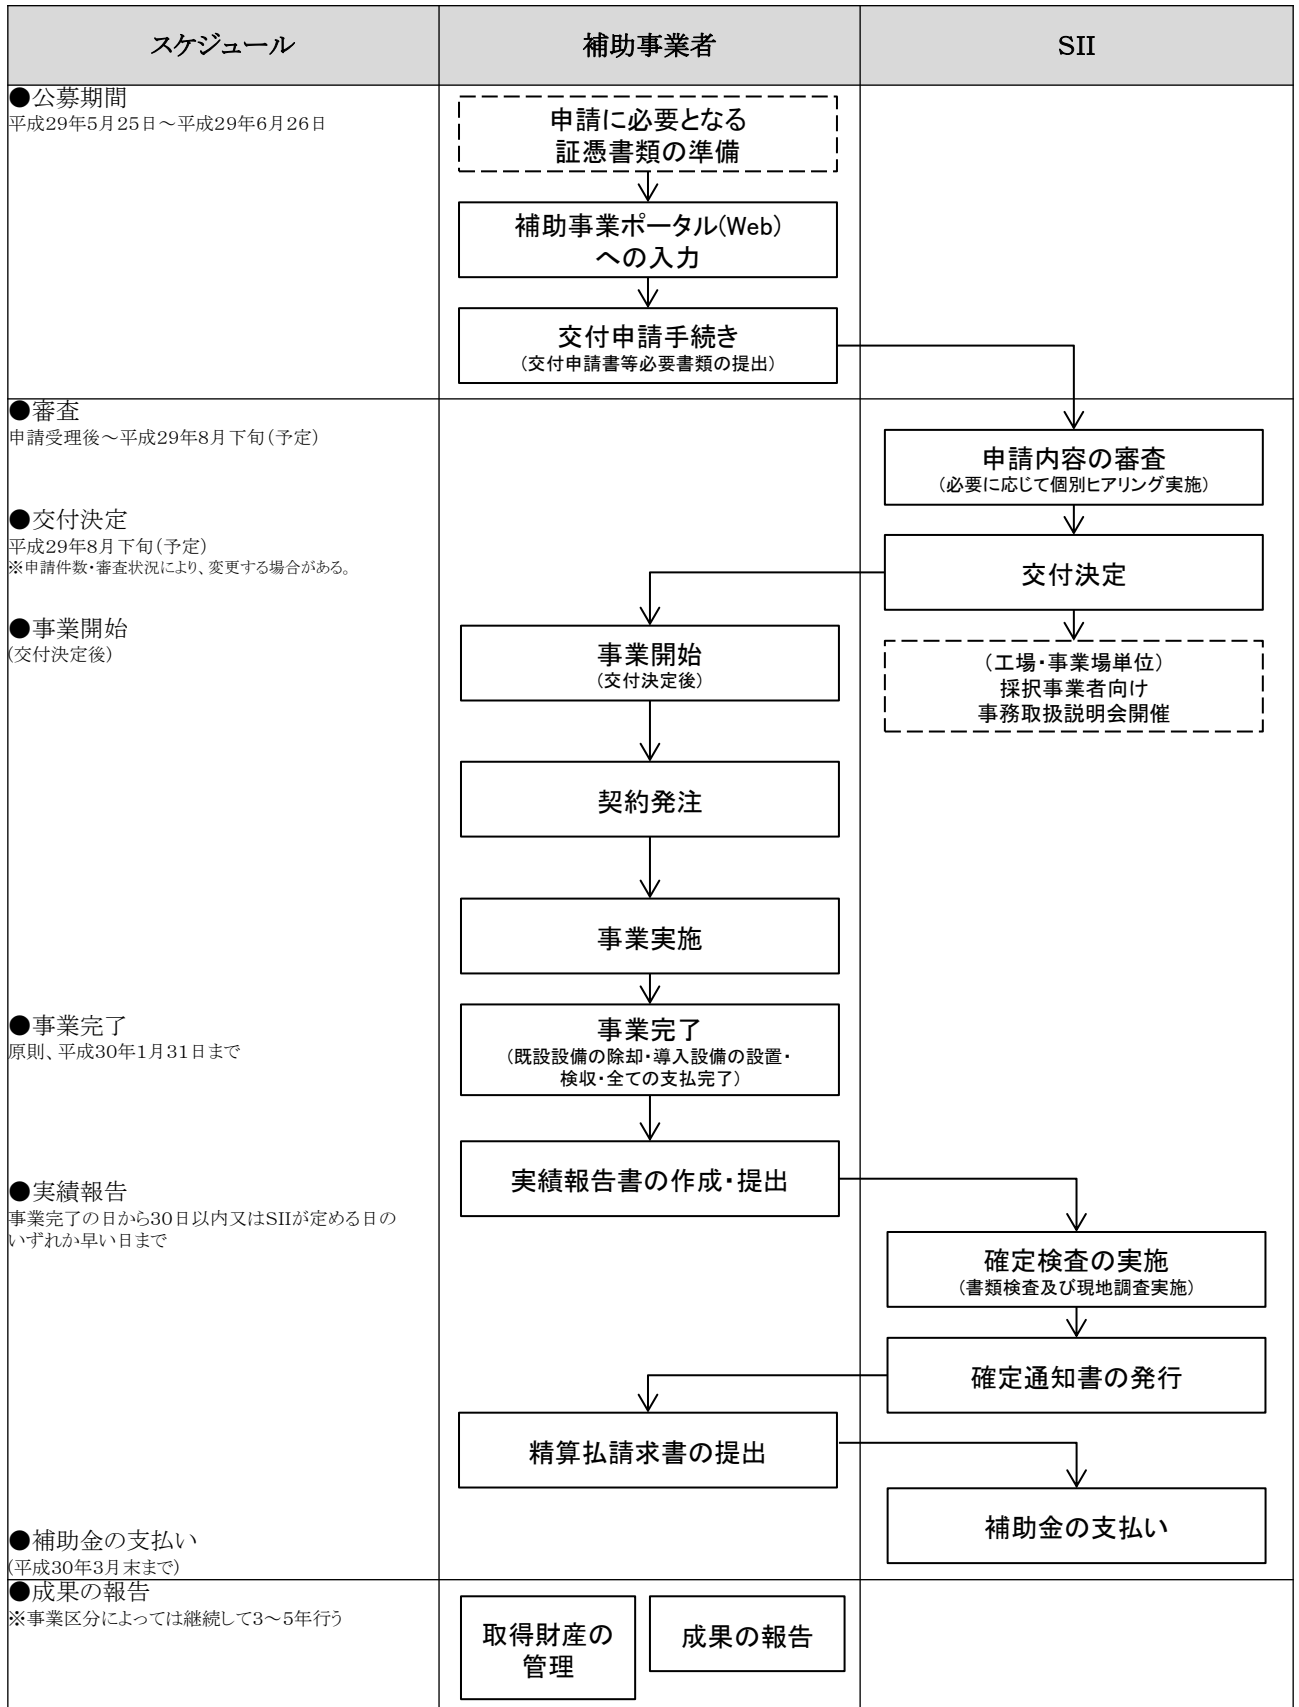 スケジュール
補助事業者
SII
●公募期間
平成29年5月25日～平成29年6月26日
申請に必要となる
証憑書類の準備
補助事業ポータル(Web)
への入力
交付申請手続き
(交付申請書等必要書類の提出)
●審査
申請受理後～平成29年8月下旬(予定)
申請内容の審査
(必要に応じて個別ヒアリング実施)
●交付決定
平成29年8月下旬(予定)
※申請件数・審査状況により、変更する場合がある。
交付決定
●事業開始
(交付決定後)
事業開始
(交付決定後)
(工場・事業場単位)
採択事業者向け
事務取扱説明会開催
契約発注
事業実施
●事業完了
原則、平成30年1月31日まで
事業完了
(既設設備の除却・導入設備の設置・
検収・全ての支払完了)
実績報告書の作成・提出
●実績報告
事業完了の日から30日以内又はSIIが定める日の
いずれか早い日まで
確定検査の実施
(書類検査及び現地調査実施)
確定通知書の発行
精算払請求書の提出
補助金の支払い
●補助金の支払い
(平成30年3月末まで)
●成果の報告
※事業区分によっては継続して3～5年行う
取得財産の
管理
成果の報告